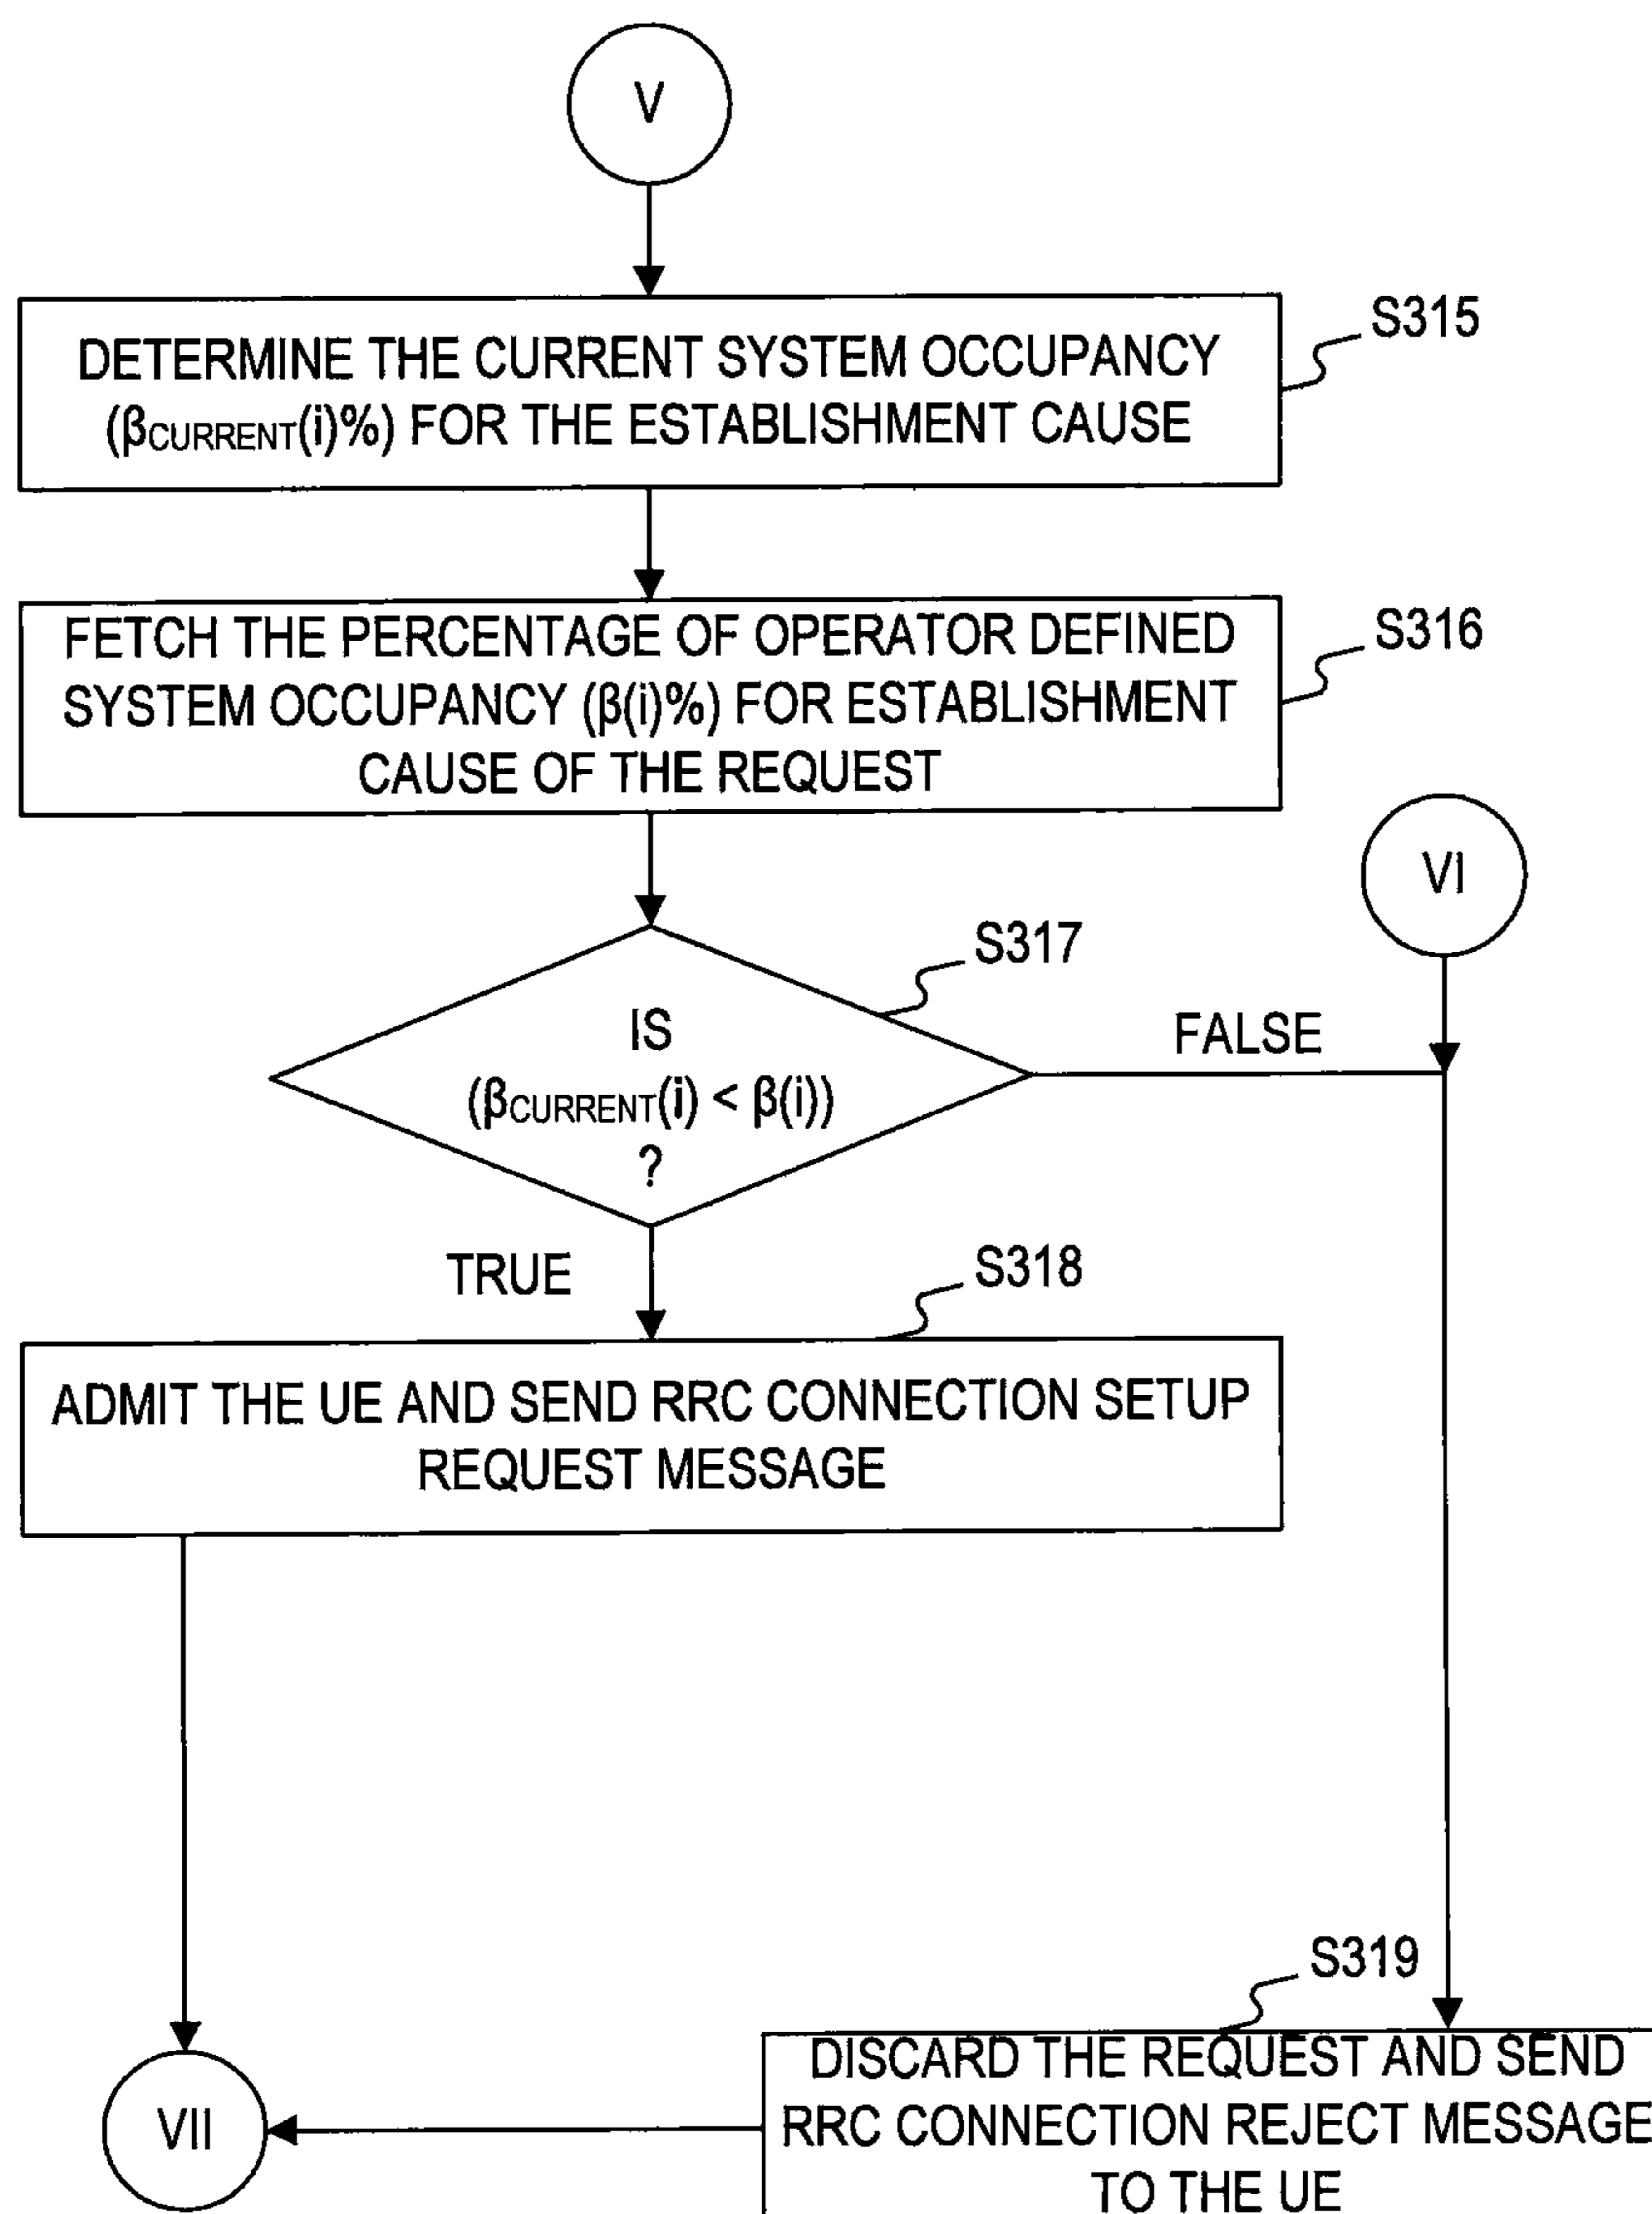 V
S315
DETERMINE THE CURRENT SYSTEM OCCUPANCY
(βCURRENT(i)%) FOR THE ESTABLISHMENT CAUSE
S316
FETCH THE PERCENTAGE OF OPERATOR DEFINED
SYSTEM OCCUPANCY (β(i)%) FOR ESTABLISHMENT
CAUSE OF THE REQUEST
VI
S317
IS
(βCURRENT(i) < β(i))
?
FALSE
TRUE
S318
ADMIT THE UE AND SEND RRC CONNECTION SETUP
REQUEST MESSAGE
S319
DISCARD THE REQUEST AND SEND
RRC CONNECTION REJECT MESSAGE
TO THE UE
VII